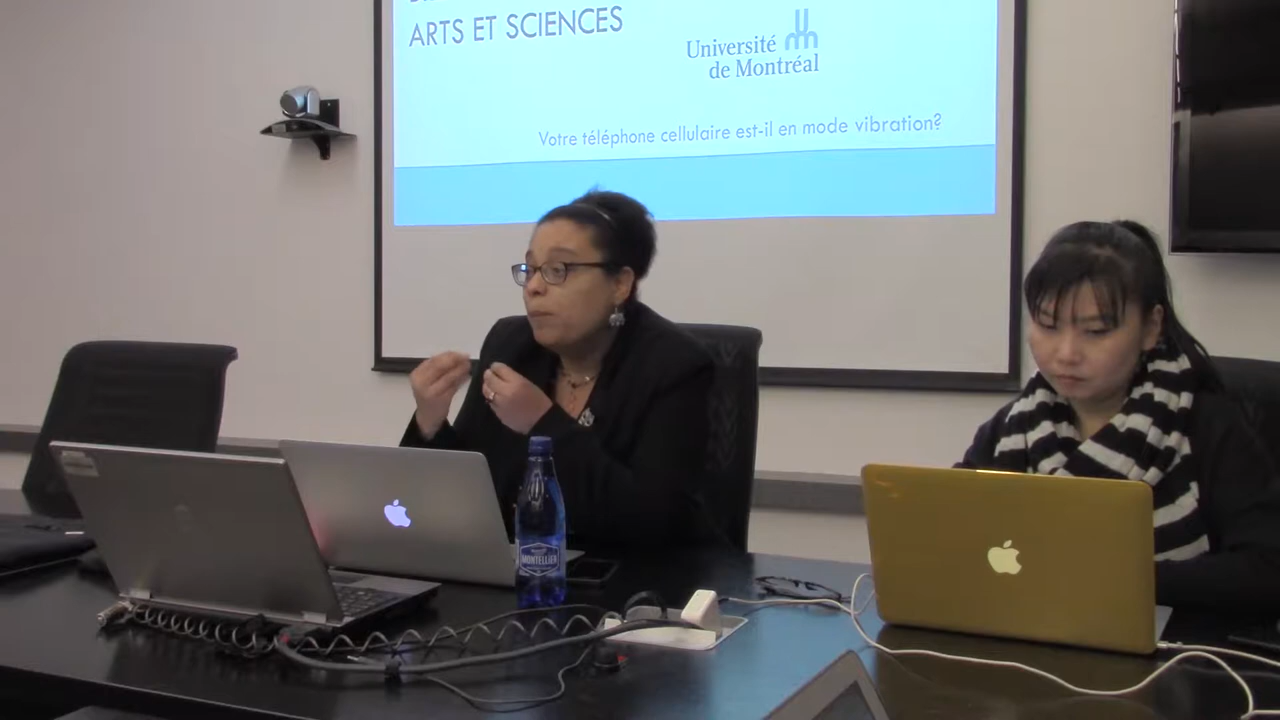 ARTS ET SCIENCES
Université
de Montréal
Votre téléphone cellulaire est-il en mode vibration?
MONTELLIER